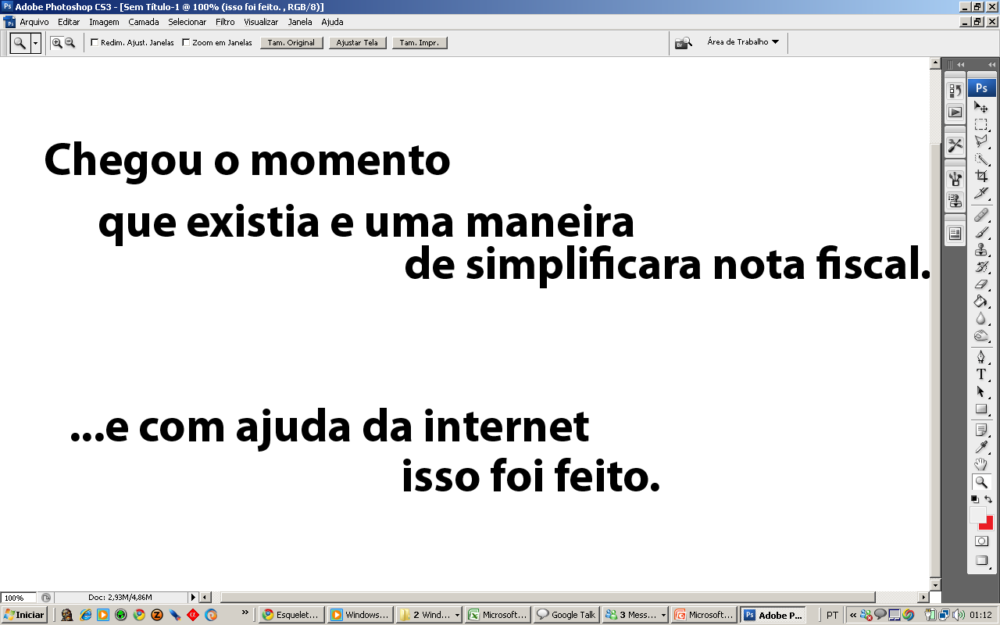 Adobe Photoshop CS3 - [Sem Título-1 @ 100% (isso foi feito. , RGB/8)]
Arquivo Editar Imagem Camada Selecionar Filtro Visualizar Janela Ajuda
Redim. Ajust. Janelas Zoom em Janelas Tam. Original Ajustar Tela Tam. Impr. Área de Trabalho
Ps
Chegou o momento
que existia e uma maneira
de simplificara nota fiscal.
...e com ajuda da internet
isso foi feito.
100% Doc: 2,93M/4,86M
Iniciar » Esquelet... Windows... 2 Wind... Microsoft... Google Talk 3 Mess... Microsoft... Adobe P... PT « 01:12